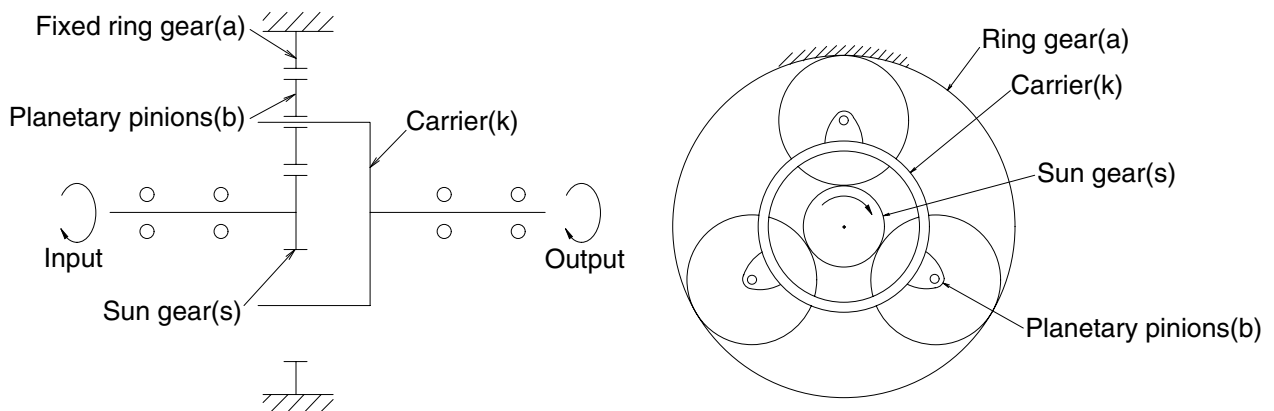 Fixed ring gear(a)
Planetary pinions(b)
Carrier(k)
Input
Output
Sun gear(s)
Ring gear(a)
Carrier(k)
Sun gear(s)
Planetary pinions(b)